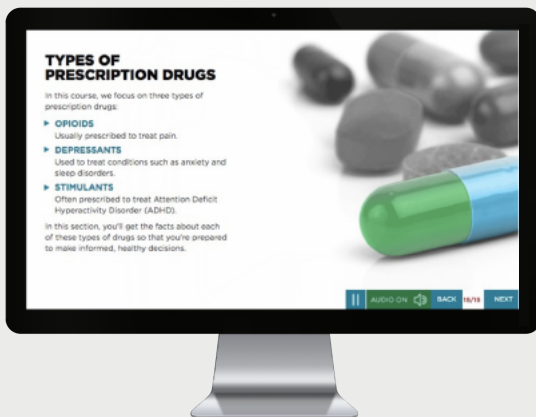 TYPES OF
PRESCRIPTION DRUGS
In this course, we focus on three types of
prescription drugs:
▶ OPIOIDS
Usually prescribed to treat pain.
▶ DEPRESSANTS
Used to treat conditions such as anxiety and
sleep disorders.
▶ STIMULANTS
Often prescribed to treat Attention Deficit
Hyperactivity Disorder (ADHD).
In this section, you'll get the facts about each
of these types of drugs so that you're prepared
to make informed, healthy decisions.
AUDIO ON BACK 15/15 NEXT